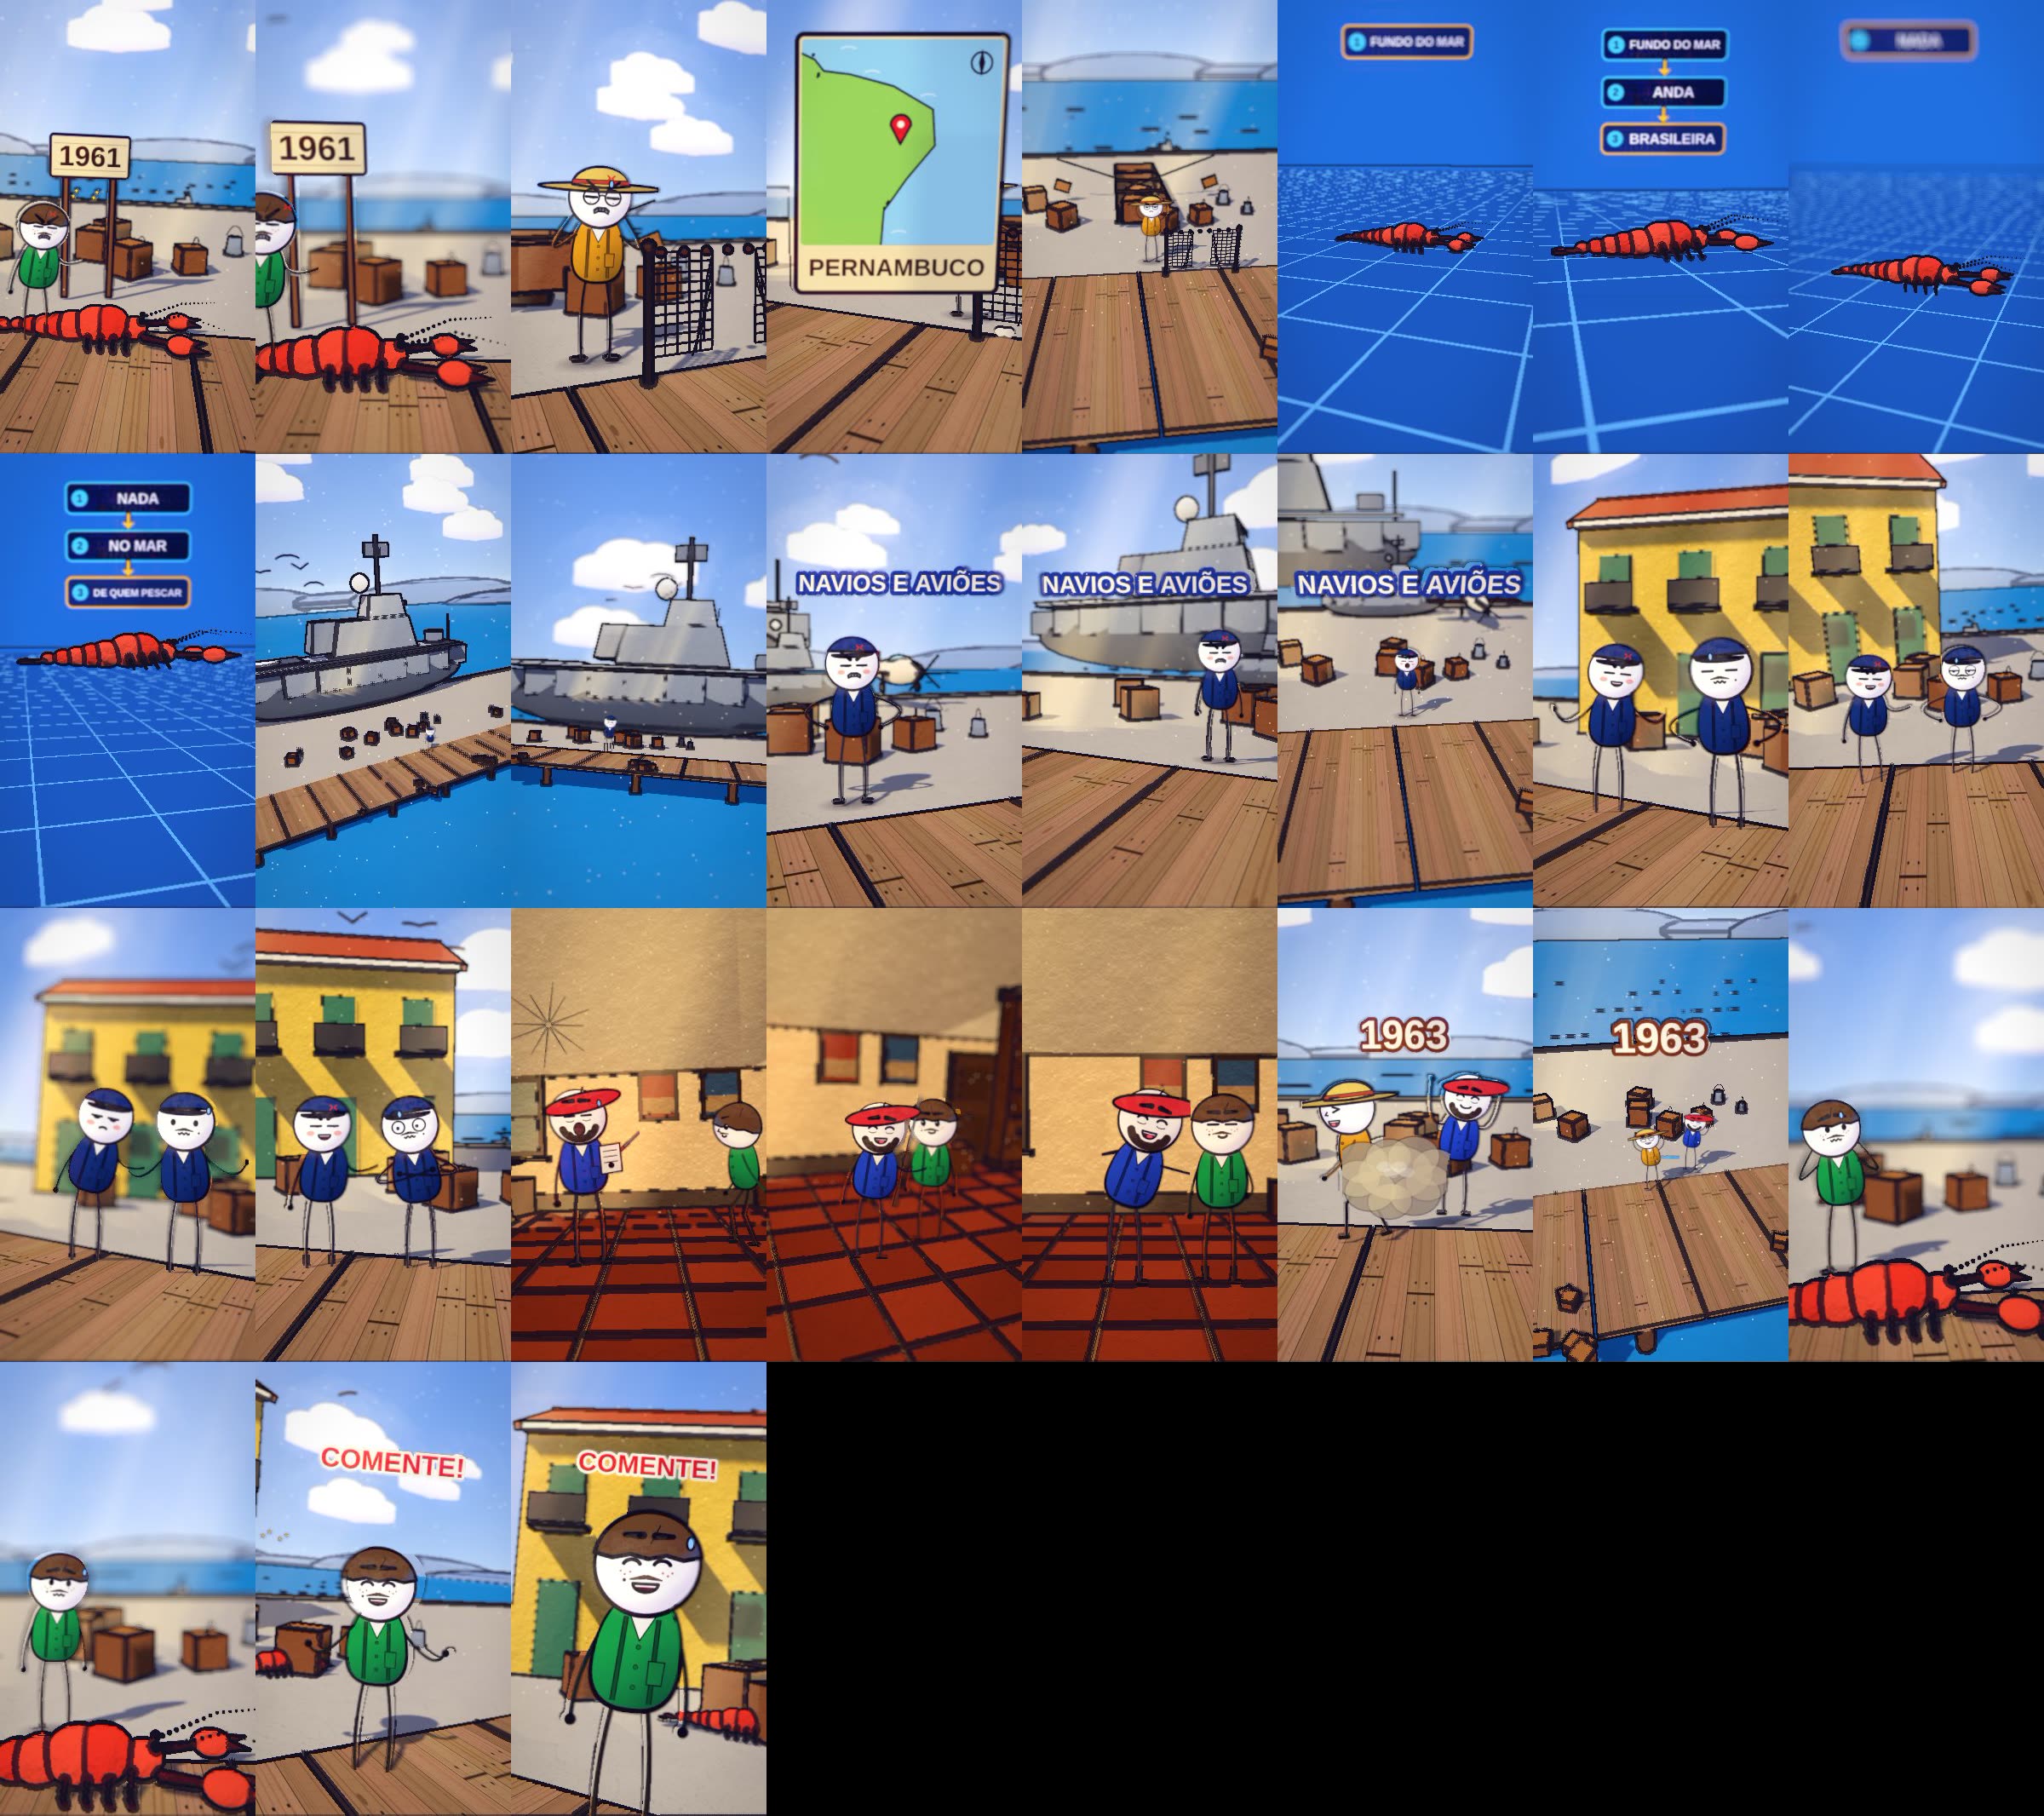 1961
1961
PERNAMBUCO
1 FUNDO DO MAR
1 FUNDO DO MAR
2 ANDA
3 BRASILEIRA
NADA
1 NADA
2 NO MAR
3 DE QUEM PESCAR
NAVIOS E AVIÕES
NAVIOS E AVIÕES
NAVIOS E AVIÕES
1963
1963
COMENTE!
COMENTE!